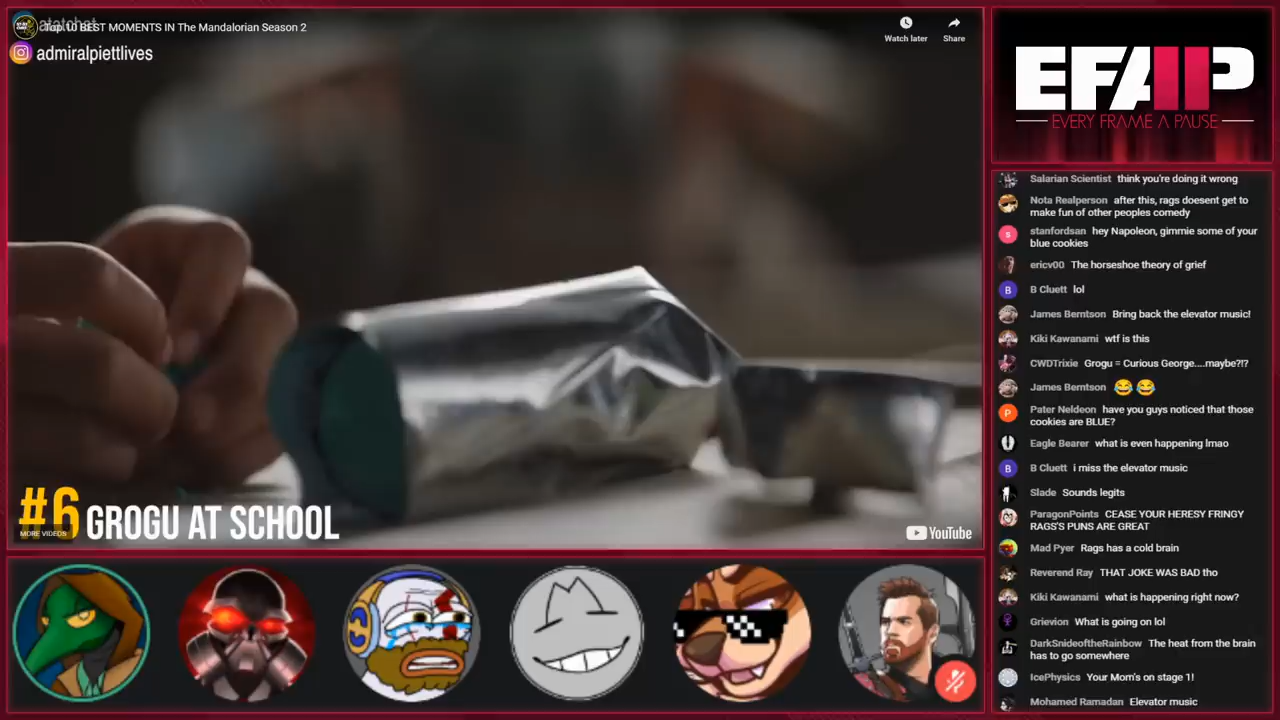 Top 10 BEST MOMENTS IN The Mandalorian Season 2
admiralpiettlives
Watch later
Share
#6 GROGU AT SCHOOL
MORE VIDEOS
YouTube
EFAP
EVERY FRAME A PAUSE
Salarian Scientist think you're doing it wrong
Nota Realperson after this, rags doesent get to
make fun of other peoples comedy
stanfordsan hey Napoleon, gimmie some of your
blue cookies
ericv00 The horseshoe theory of grief
B Cluett lol
James Berntson Bring back the elevator music!
Kiki Kawanami wtf is this
CWDTrixie Grogu = Curious George....maybe?!?
James Berntson 😂 😂
Pater Neldeon have you guys noticed that those
cookies are BLUE?
Eagle Bearer what is even happening lmao
B Cluett i miss the elevator music
Slade Sounds legits
ParagonPoints CEASE YOUR HERESY FRINGY
RAGS'S PUNS ARE GREAT
Mad Pyer Rags has a cold brain
Reverend Ray THAT JOKE WAS BAD tho
Kiki Kawanami what is happening right now?
Grievion What is going on lol
DarkSnideoftheRainbow The heat from the brain
has to go somewhere
IcePhysics Your Mom's on stage 1!
Mohamed Ramadan Elevator music